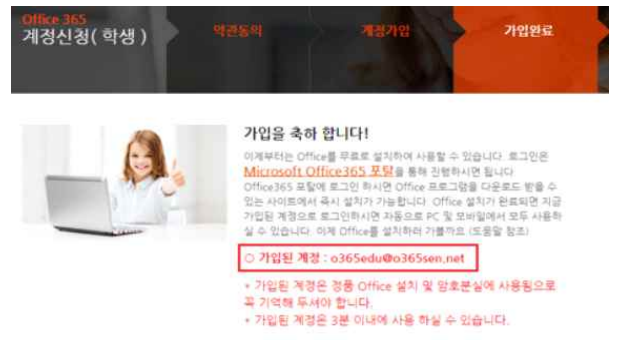 Office 365
계정신청( 학생 )
약관동의
계정가입
가입완료
가입을 축하 합니다!
이제부터는 Office를 무료로 설치하여 사용할 수 있습니다. 로그인은
Microsoft Office365 포탈을 통해 진행하시면 됩니다
Office365 포탈에 로그인 하시면 Office 프로그램을 다운로드 받을 수
있는 사이트에서 즉시 설치가 가능합니다. Office 설치가 완료되면 지금
가입된 계정으로 로그인하시면 자동으로 PC 및 모바일에서 모두 사용하
실 수 있습니다. 이제 Office를 설치하러 가볼까요 (도움말 참조)
○ 가입된 계정 : o365edu@o365sen.net
* 가입된 계정은 정품 Office 설치 및 암호분실에 사용됨으로
꼭 기억해 두셔야 합니다.
* 가입된 계정은 3분 이내에 사용 하실 수 있습니다.